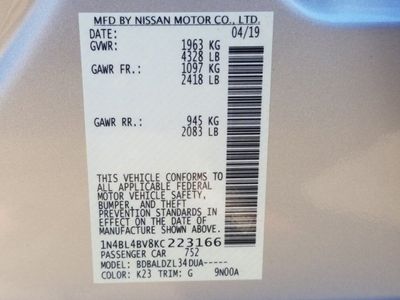 MFD BY NISSAN MOTOR CO., LTD.
DATE: 04/19
GVWR: 1963 KG
4328 LB
GAWR FR.: 1097 KG
2418 LB
GAWR RR.: 945 KG
2083 LB
THIS VEHICLE CONFORMS TO
ALL APPLICABLE FEDERAL
MOTOR VEHICLE SAFETY,
BUMPER, AND THEFT
PREVENTION STANDARDS
IN EFFECT ON THE DATE OF
MANUFACTURE SHOWN ABOVE.
1N4BL4BV8KC223166
PASSENGER CAR 752
MODEL: BDBALDZL34DUA-----
COLOR: K23 TRIM: G 9N00A